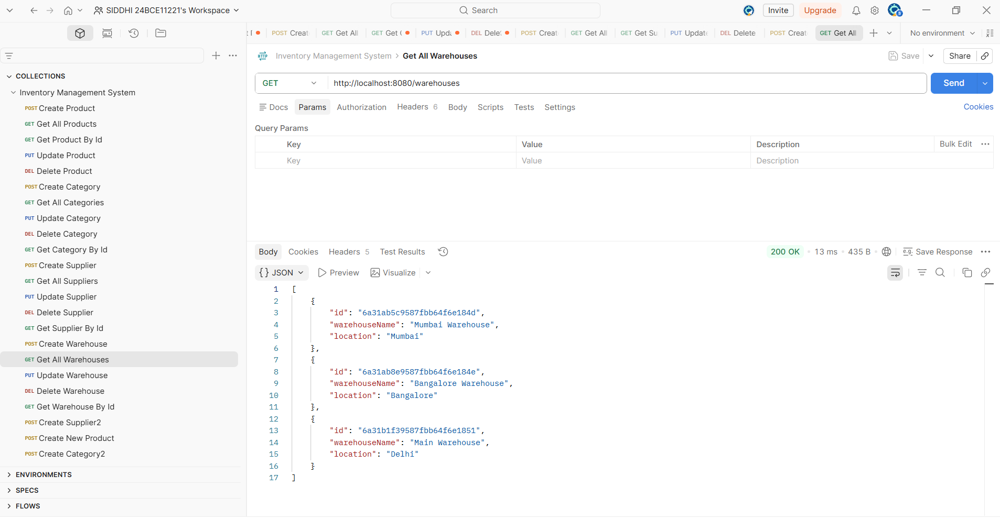 SIDDHI 24BCE11221's Workspace
Search
Invite
Upgrade
POST Creat
GET Get All
GET Get
PUT Upda
DEL Dele
POST Creat
GET Get All
GET Get Su
PUT Update
DEL Delete
POST Creat
GET Get All
No environment
COLLECTIONS
Inventory Management System
POST Create Product
GET Get All Products
GET Get Product By Id
PUT Update Product
DEL Delete Product
POST Create Category
GET Get All Categories
PUT Update Category
DEL Delete Category
GET Get Category By Id
POST Create Supplier
GET Get All Suppliers
PUT Update Supplier
DEL Delete Supplier
GET Get Supplier By Id
POST Create Warehouse
GET Get All Warehouses
PUT Update Warehouse
DEL Delete Warehouse
GET Get Warehouse By Id
POST Create Supplier2
POST Create New Product
POST Create Category2
ENVIRONMENTS
SPECS
FLOWS
HTTP Inventory Management System > Get All Warehouses
Save
Share
GET http://localhost:8080/warehouses
Send
Docs Params Authorization Headers 6 Body Scripts Tests Settings
Cookies
Query Params
Key Value Description Bulk Edit
Key Value Description
Body Cookies Headers 5 Test Results
200 OK • 13 ms • 435 B
e.g. Save Response
{} JSON Preview Visualize
1 [
2 {
3 "id": "6a31ab5c9587fbb64f6e184d",
4 "warehouseName": "Mumbai Warehouse",
5 "location": "Mumbai"
6 },
7 {
8 "id": "6a31ab8e9587fbb64f6e184e",
9 "warehouseName": "Bangalore Warehouse",
10 "location": "Bangalore"
11 },
12 {
13 "id": "6a31b1f39587fbb64f6e1851",
14 "warehouseName": "Main Warehouse",
15 "location": "Delhi"
16 }
17 ]